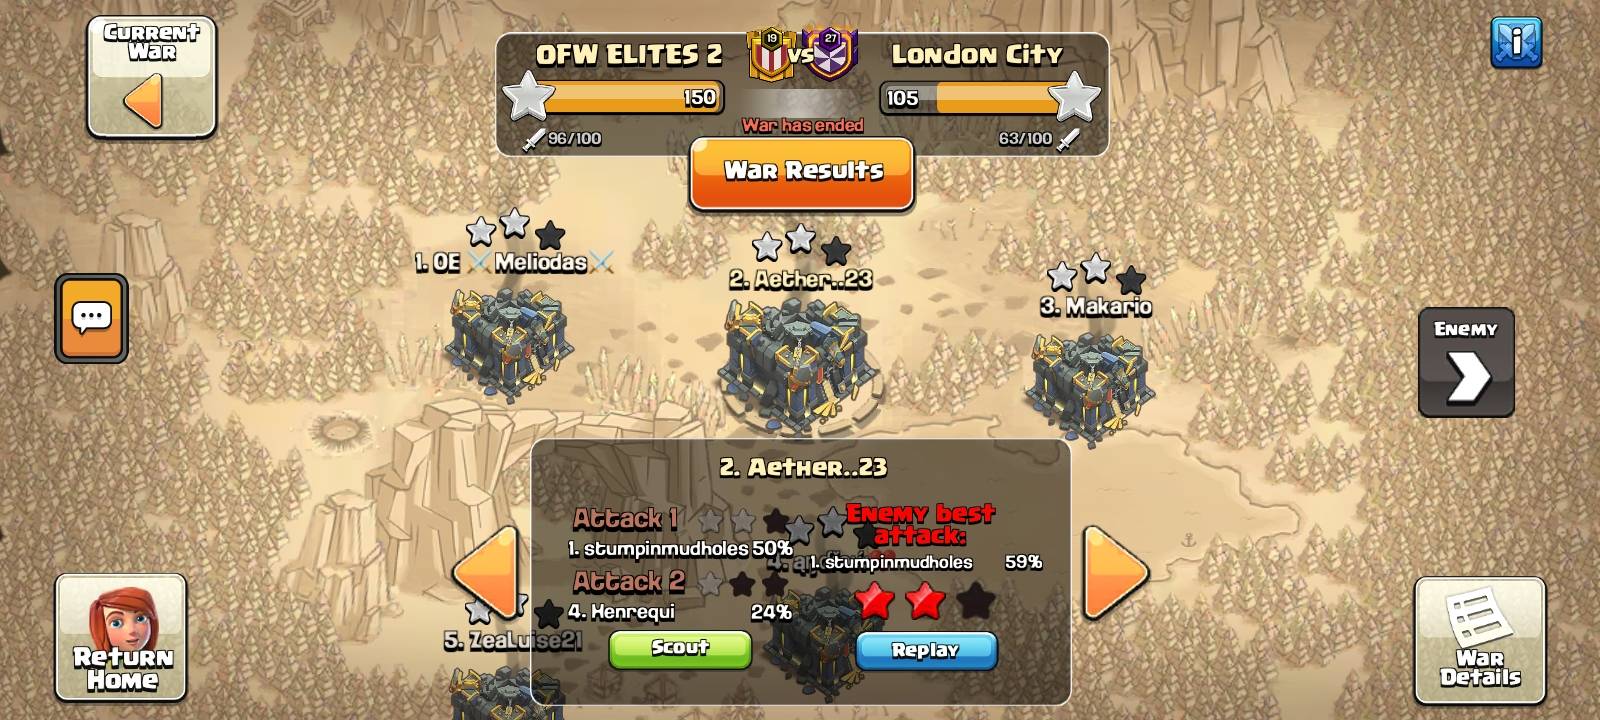 Current
War
OFW ELITES 2
19
VS
27
London City
150
105
96/100
War has ended
63/100
War Results
i
1. OE ⚔Meliodas⚔
2. Aether..23
3. Makario
Enemy
2. Aether..23
Attack 1
1. stumpinmudholes 50%
Attack 2
4. Henrequi 24%
Enemy best
attack:
1. stumpinmudholes 59%
5. ZeaLuise21
Scout
Replay
Return
Home
War
Details